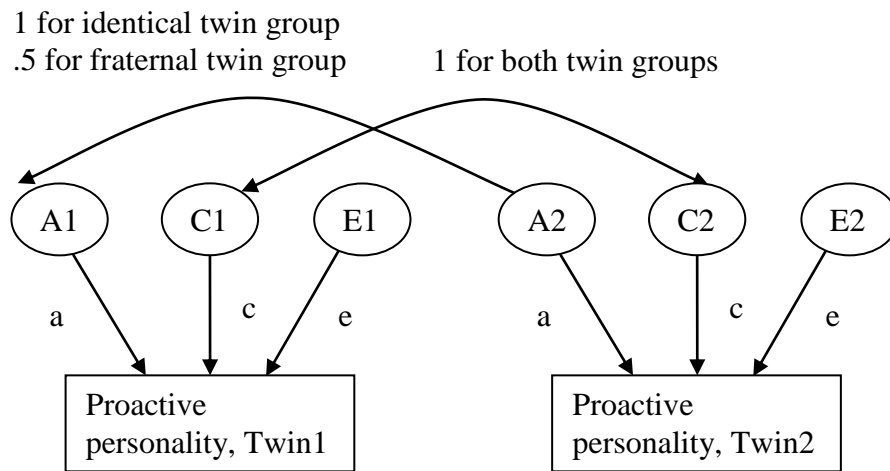 1 for identical twin group
.5 for fraternal twin group
1 for both twin groups
A1
C1
E1
A2
C2
E2
a
c
e
a
c
e
Proactive
personality, Twin1
Proactive
personality, Twin2